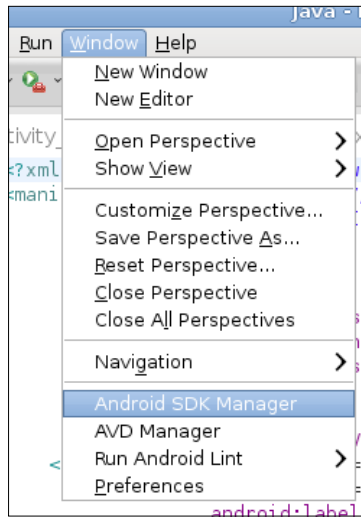 Java -
Run Window Help
New Window
New Editor
tivity_
Open Perspective
Show View
<?xml
<mani
Customize Perspective...
Save Perspective As...
Reset Perspective...
Close Perspective
Close All Perspectives
Navigation
Android SDK Manager
AVD Manager
Run Android Lint
<
Preferences
android:label